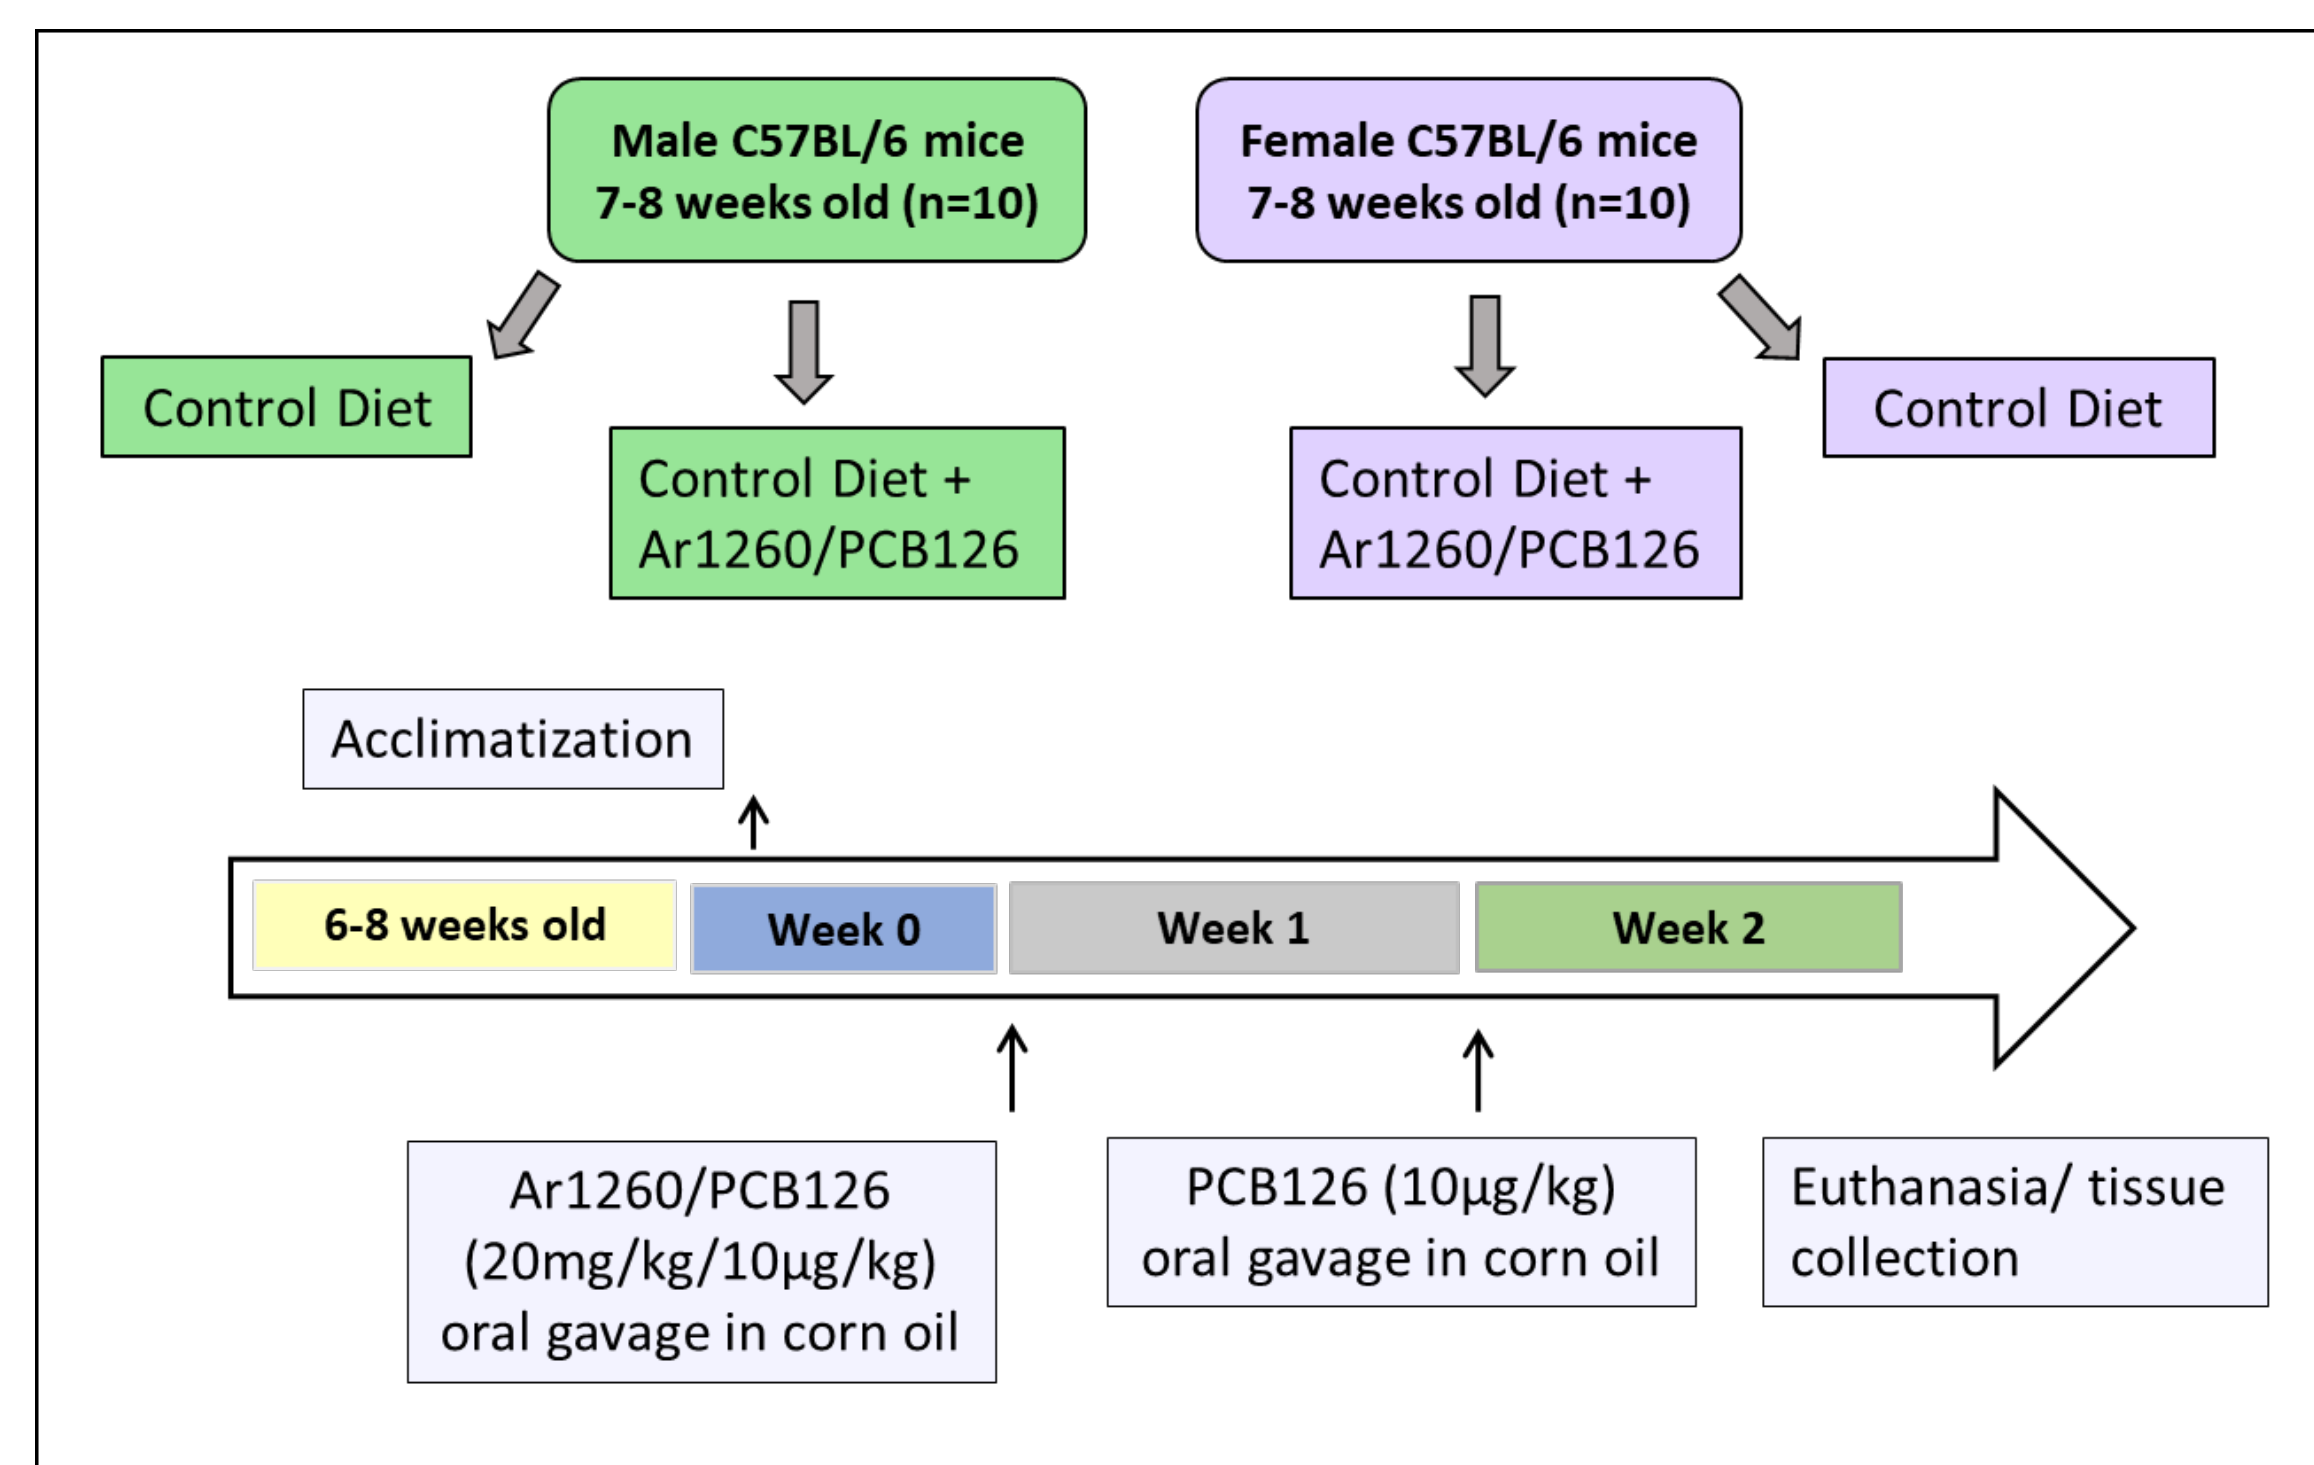 Male C57BL/6 mice
7-8 weeks old (n=10)
Female C57BL/6 mice
7-8 weeks old (n=10)
Control Diet
Control Diet +
Ar1260/PCB126
Control Diet +
Ar1260/PCB126
Control Diet
Acclimatization
6-8 weeks old
Week 0
Week 1
Week 2
Ar1260/PCB126
(20mg/kg/10µg/kg)
oral gavage in corn oil
PCB126 (10µg/kg)
oral gavage in corn oil
Euthanasia/ tissue
collection